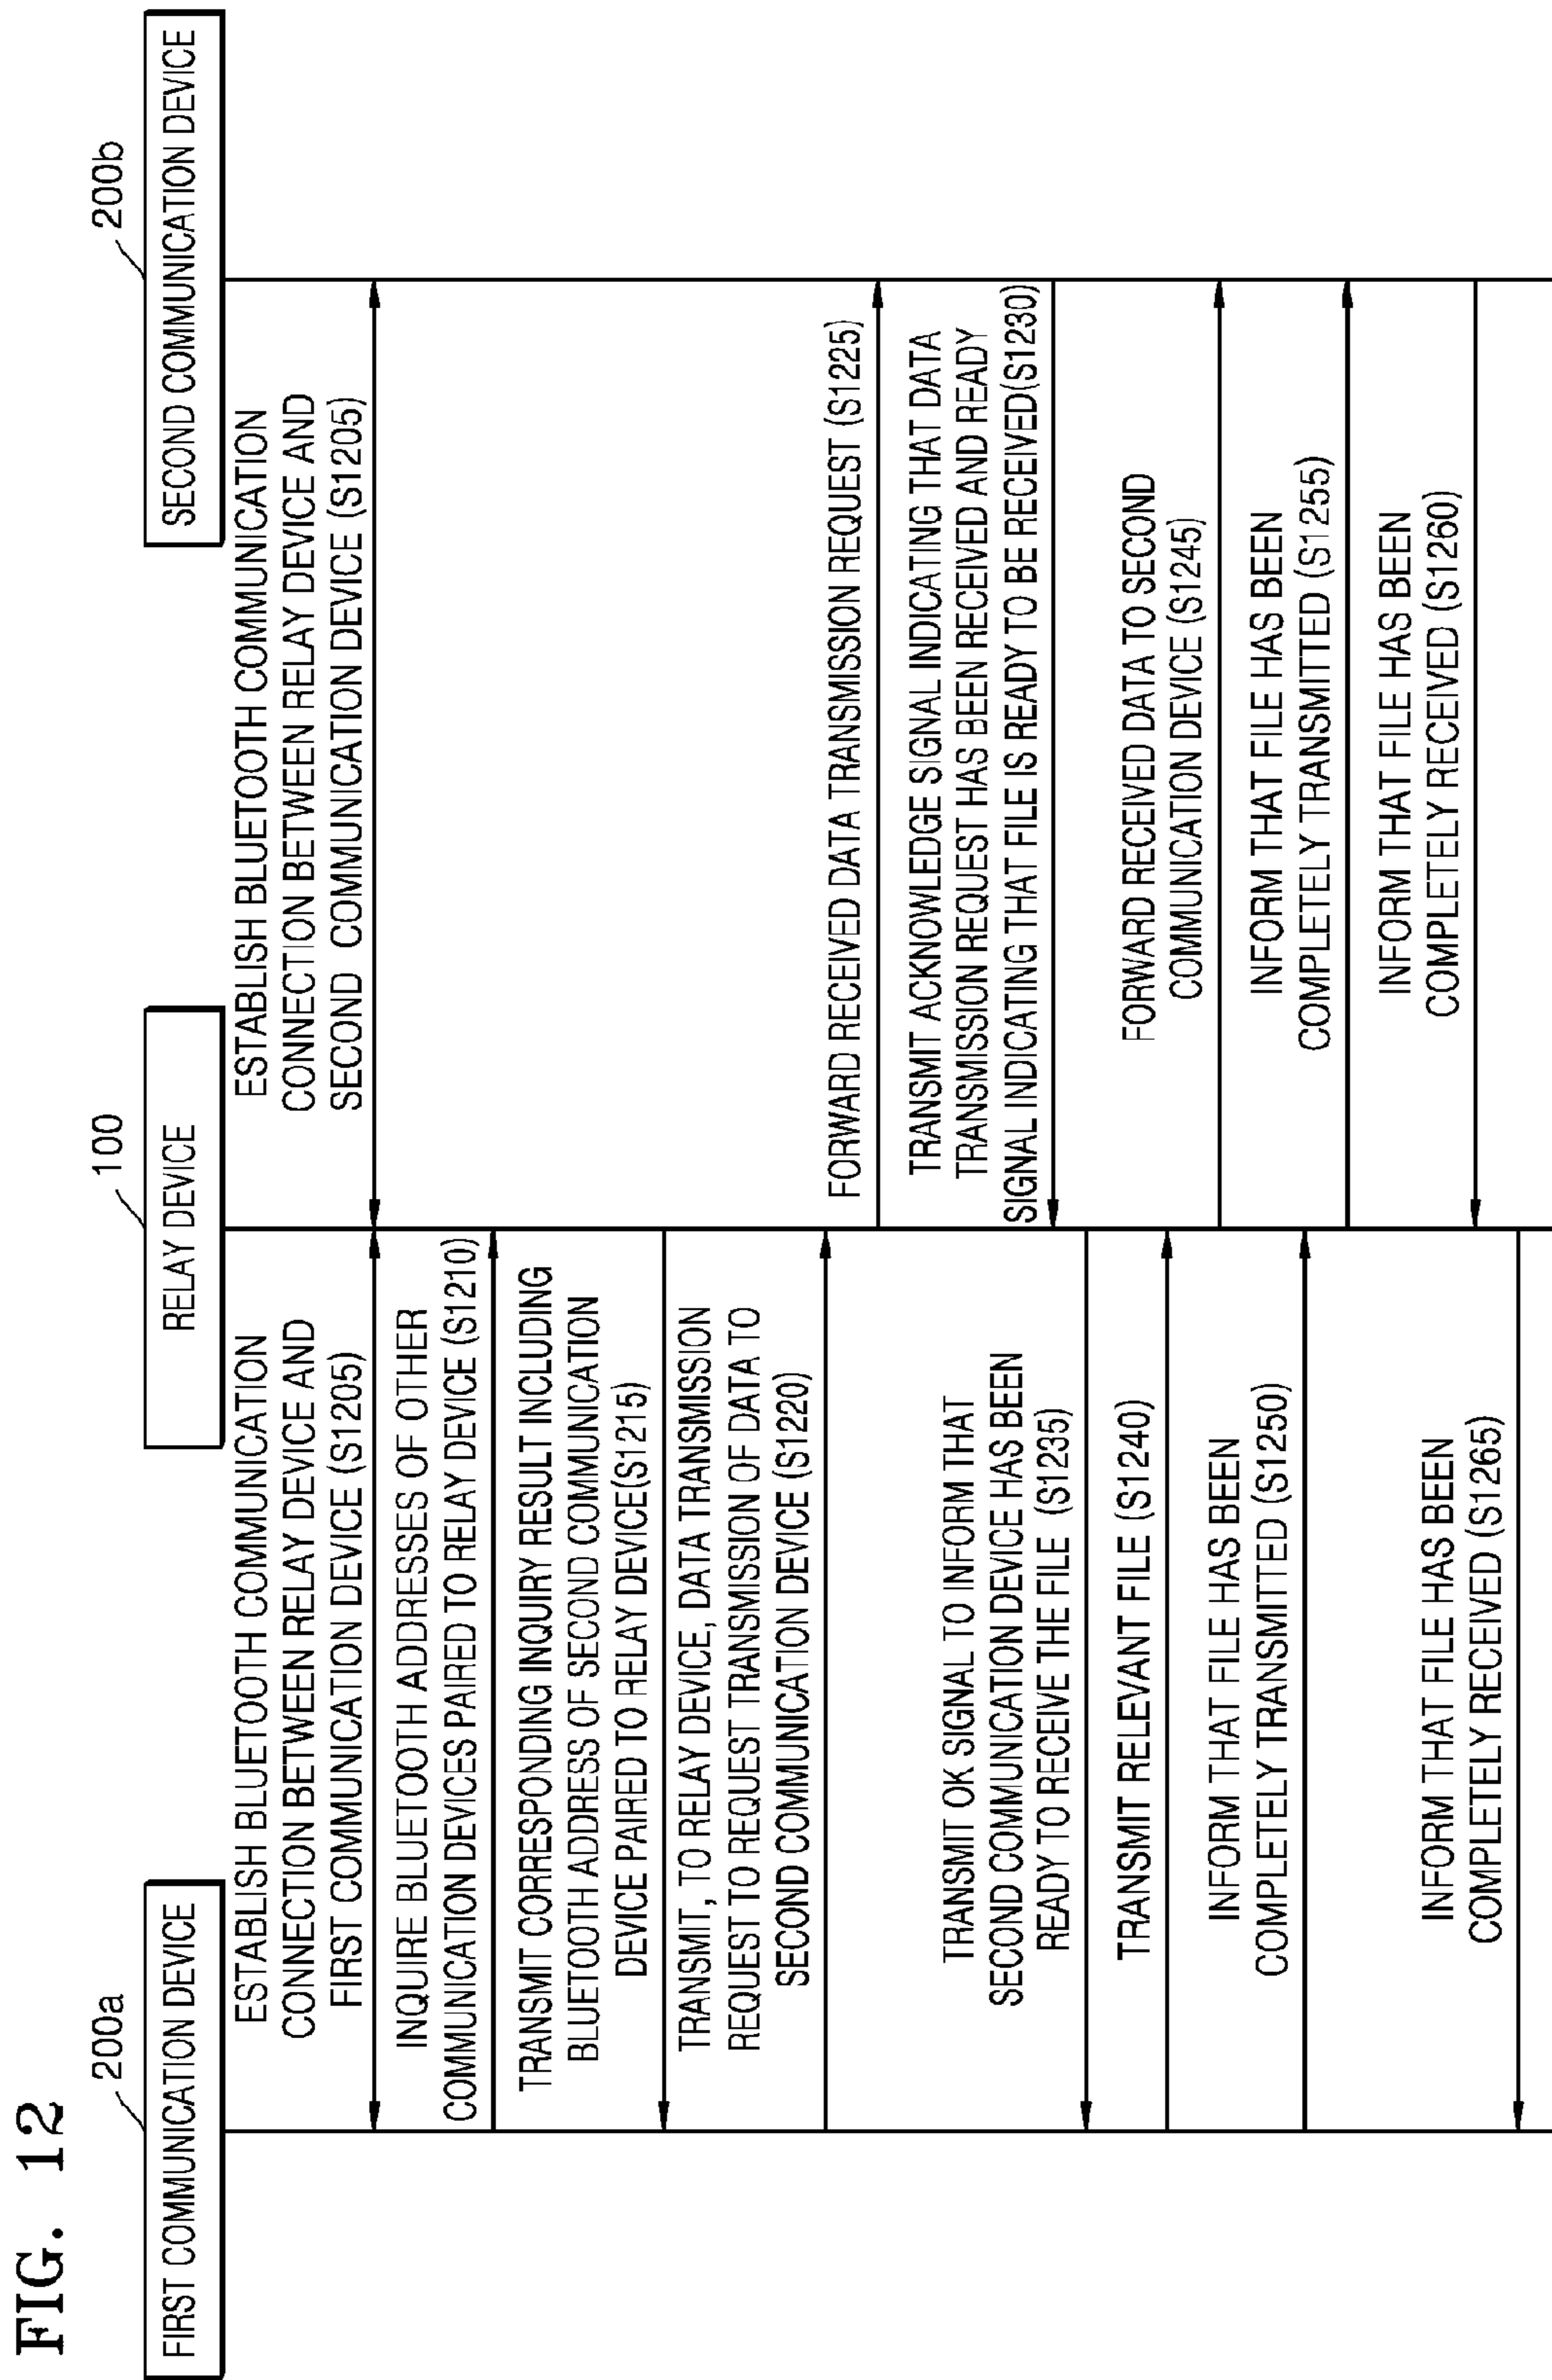 FIG. 12
200a
100
200b
FIRST COMMUNICATION DEVICE
RELAY DEVICE
SECOND COMMUNICATION DEVICE
ESTABLISH BLUETOOTH COMMUNICATION
CONNECTION BETWEEN RELAY DEVICE AND
FIRST COMMUNICATION DEVICE (S1205)
ESTABLISH BLUETOOTH COMMUNICATION
CONNECTION BETWEEN RELAY DEVICE AND
SECOND COMMUNICATION DEVICE (S1205)
INQUIRE BLUETOOTH ADDRESSES OF OTHER
COMMUNICATION DEVICES PAIRED TO RELAY DEVICE (S1210)
TRANSMIT CORRESPONDING INQUIRY RESULT INCLUDING
BLUETOOTH ADDRESS OF SECOND COMMUNICATION
DEVICE PAIRED TO RELAY DEVICE(S1215)
TRANSMIT, TO RELAY DEVICE, DATA TRANSMISSION
REQUEST TO REQUEST TRANSMISSION OF DATA TO
SECOND COMMUNICATION DEVICE (S1220)
FORWARD RECEIVED DATA TRANSMISSION REQUEST (S1225)
TRANSMIT ACKNOWLEDGE SIGNAL INDICATING THAT DATA
TRANSMISSION REQUEST HAS BEEN RECEIVED AND READY
SIGNAL INDICATING THAT FILE IS READY TO BE RECEIVED(S1230)
TRANSMIT OK SIGNAL TO INFORM THAT
SECOND COMMUNICATION DEVICE HAS BEEN
READY TO RECEIVE THE FILE (S1235)
TRANSMIT RELEVANT FILE (S1240)
FORWARD RECEIVED DATA TO SECOND
COMMUNICATION DEVICE (S1245)
INFORM THAT FILE HAS BEEN
COMPLETELY TRANSMITTED (S1250)
INFORM THAT FILE HAS BEEN
COMPLETELY TRANSMITTED (S1255)
INFORM THAT FILE HAS BEEN
COMPLETELY RECEIVED (S1260)
INFORM THAT FILE HAS BEEN
COMPLETELY RECEIVED (S1265)